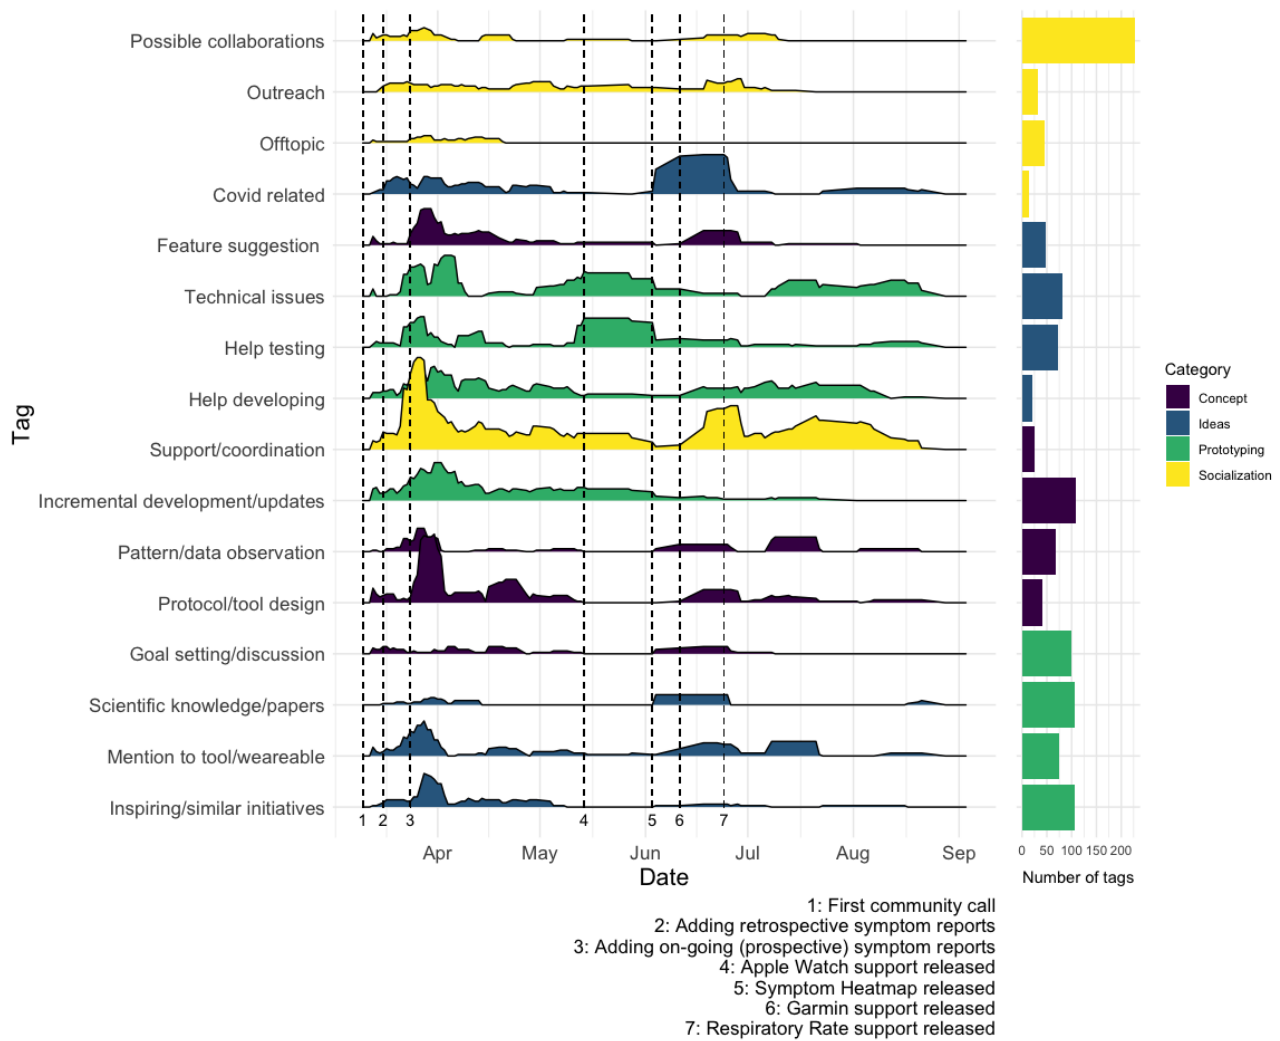 Tag
Possible collaborations
Outreach
Offtopic
Covid related
Feature suggestion
Technical issues
Help testing
Help developing
Support/coordination
Incremental development/updates
Pattern/data observation
Protocol/tool design
Goal setting/discussion
Scientific knowledge/papers
Mention to tool/weareable
Inspiring/similar initiatives
1 2 3 4 5 6 7
Apr May Jun Jul Aug Sep
Date
0 50 100 150 200
Number of tags
Category
Concept
Ideas
Prototyping
Socialization
1: First community call
2: Adding retrospective symptom reports
3: Adding on-going (prospective) symptom reports
4: Apple Watch support released
5: Symptom Heatmap released
6: Garmin support released
7: Respiratory Rate support released